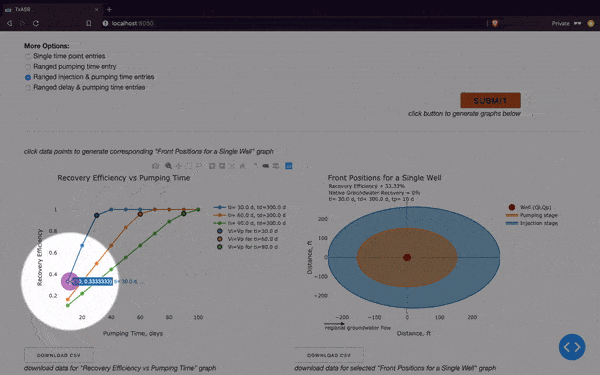 TxASR
localhost:8050
Private
More Options:
Single time point entries
Ranged pumping time entry
Ranged injection & pumping time entries
Ranged delay & pumping time entries
SUBMIT
click button to generate graphs below
click data points to generate corresponding "Front Positions for a Single Well" graph
Recovery Efficiency vs Pumping Time
1
0.8
0.6
0.4
0.2
Recovery Efficiency
20
40
60
80
100
Pumping Time, days
ti= 30.0 d, td=300.0 d
ti= 60.0 d, td=300.0 d
ti= 90.0 d, td=300.0 d
Vi=Vp for ti=30.0 d
Vi=Vp for ti=60.0 d
Vi=Vp for ti=90.0 d
0.3333333)
ti=30.0 d
Front Positions for a Single Well
Recovery Efficiency = 33.33%
Native Groundwater Recovery = 0%
ti= 30.0 d, td= 300.0 d, tp= 10 d
200
100
0
−100
−200
Distance, ft
−200
−100
0
100
200
Distance, ft
regional groundwater flow
Well (QI,Qp)
Pumping stage
Injection stage
DOWNLOAD CSV
DOWNLOAD CSV
download data for "Recovery Efficiency vs Pumping Time" graph
download data for selected "Front Positions for a Single Well" graph